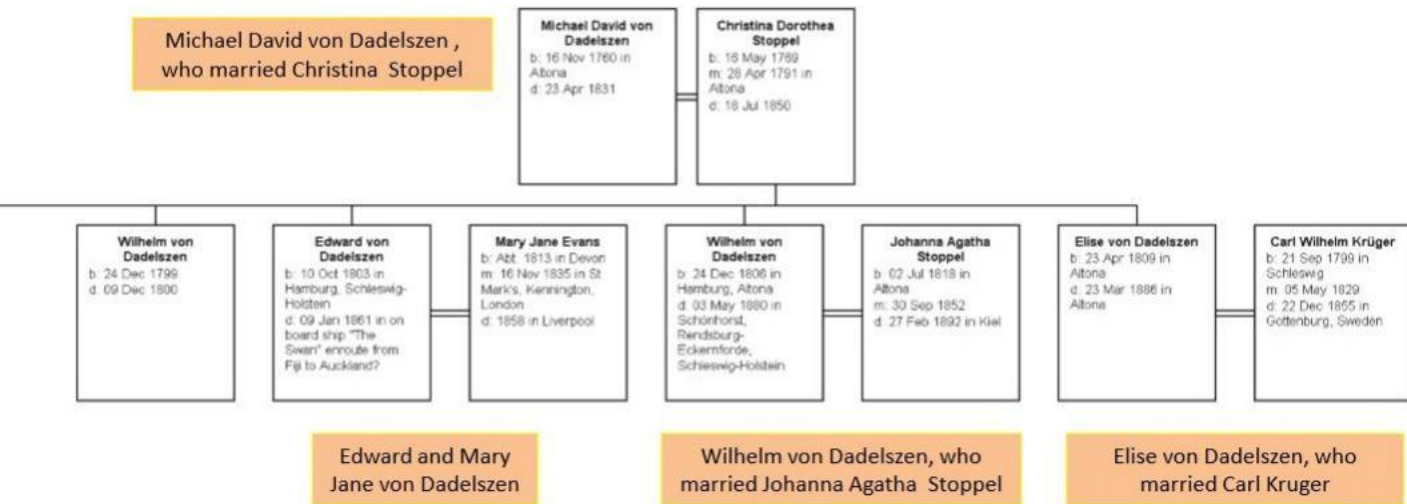 Michael David von Dadelszen ,
who married Christina Stoppel
Michael David von
Dadelszen
b: 16 Nov 1760 in
Altona
d: 23 Apr 1831
Christina Dorothea
Stoppel
b: 16 May 1769
m: 28 Apr 1791 in
Altona
d: 18 Jul 1850
Wilhelm von
Dadelszen
b: 24 Dec 1799
d: 09 Dec 1800
Edward von
Dadelszen
b: 10 Oct 1803 in
Hamburg, Schleswig-
Holstein
d: 09 Jan 1861 in on
board ship "The
Swan" enroute from
Fiji to Auckland?
Mary Jane Evans
b: Abt. 1813 in Devon
m: 16 Nov 1835 in St
Mark's, Kennington,
London
d: 1858 in Liverpool
Wilhelm von
Dadelszen
b: 24 Dec 1806 in
Hamburg, Altona
d: 03 May 1880 in
Schönhorst,
Rendsburg-
Eckernforde,
Schleswig-Holstein
Johanna Agatha
Stoppel
b: 02 Jul 1818 in
Altona
m: 30 Sep 1852
d: 27 Feb 1892 in Kiel
Elise von Dadelszen
b: 23 Apr 1809 in
Altona
d: 23 Mar 1886 in
Altona
Carl Wilhelm Krüger
b: 21 Sep 1799 in
Schleswig
m: 05 May 1829
d: 22 Dec 1855 in
Gottenburg, Sweden
Edward and Mary
Jane von Dadelszen
Wilhelm von Dadelszen, who
married Johanna Agatha Stoppel
Elise von Dadelszen, who
married Carl Kruger